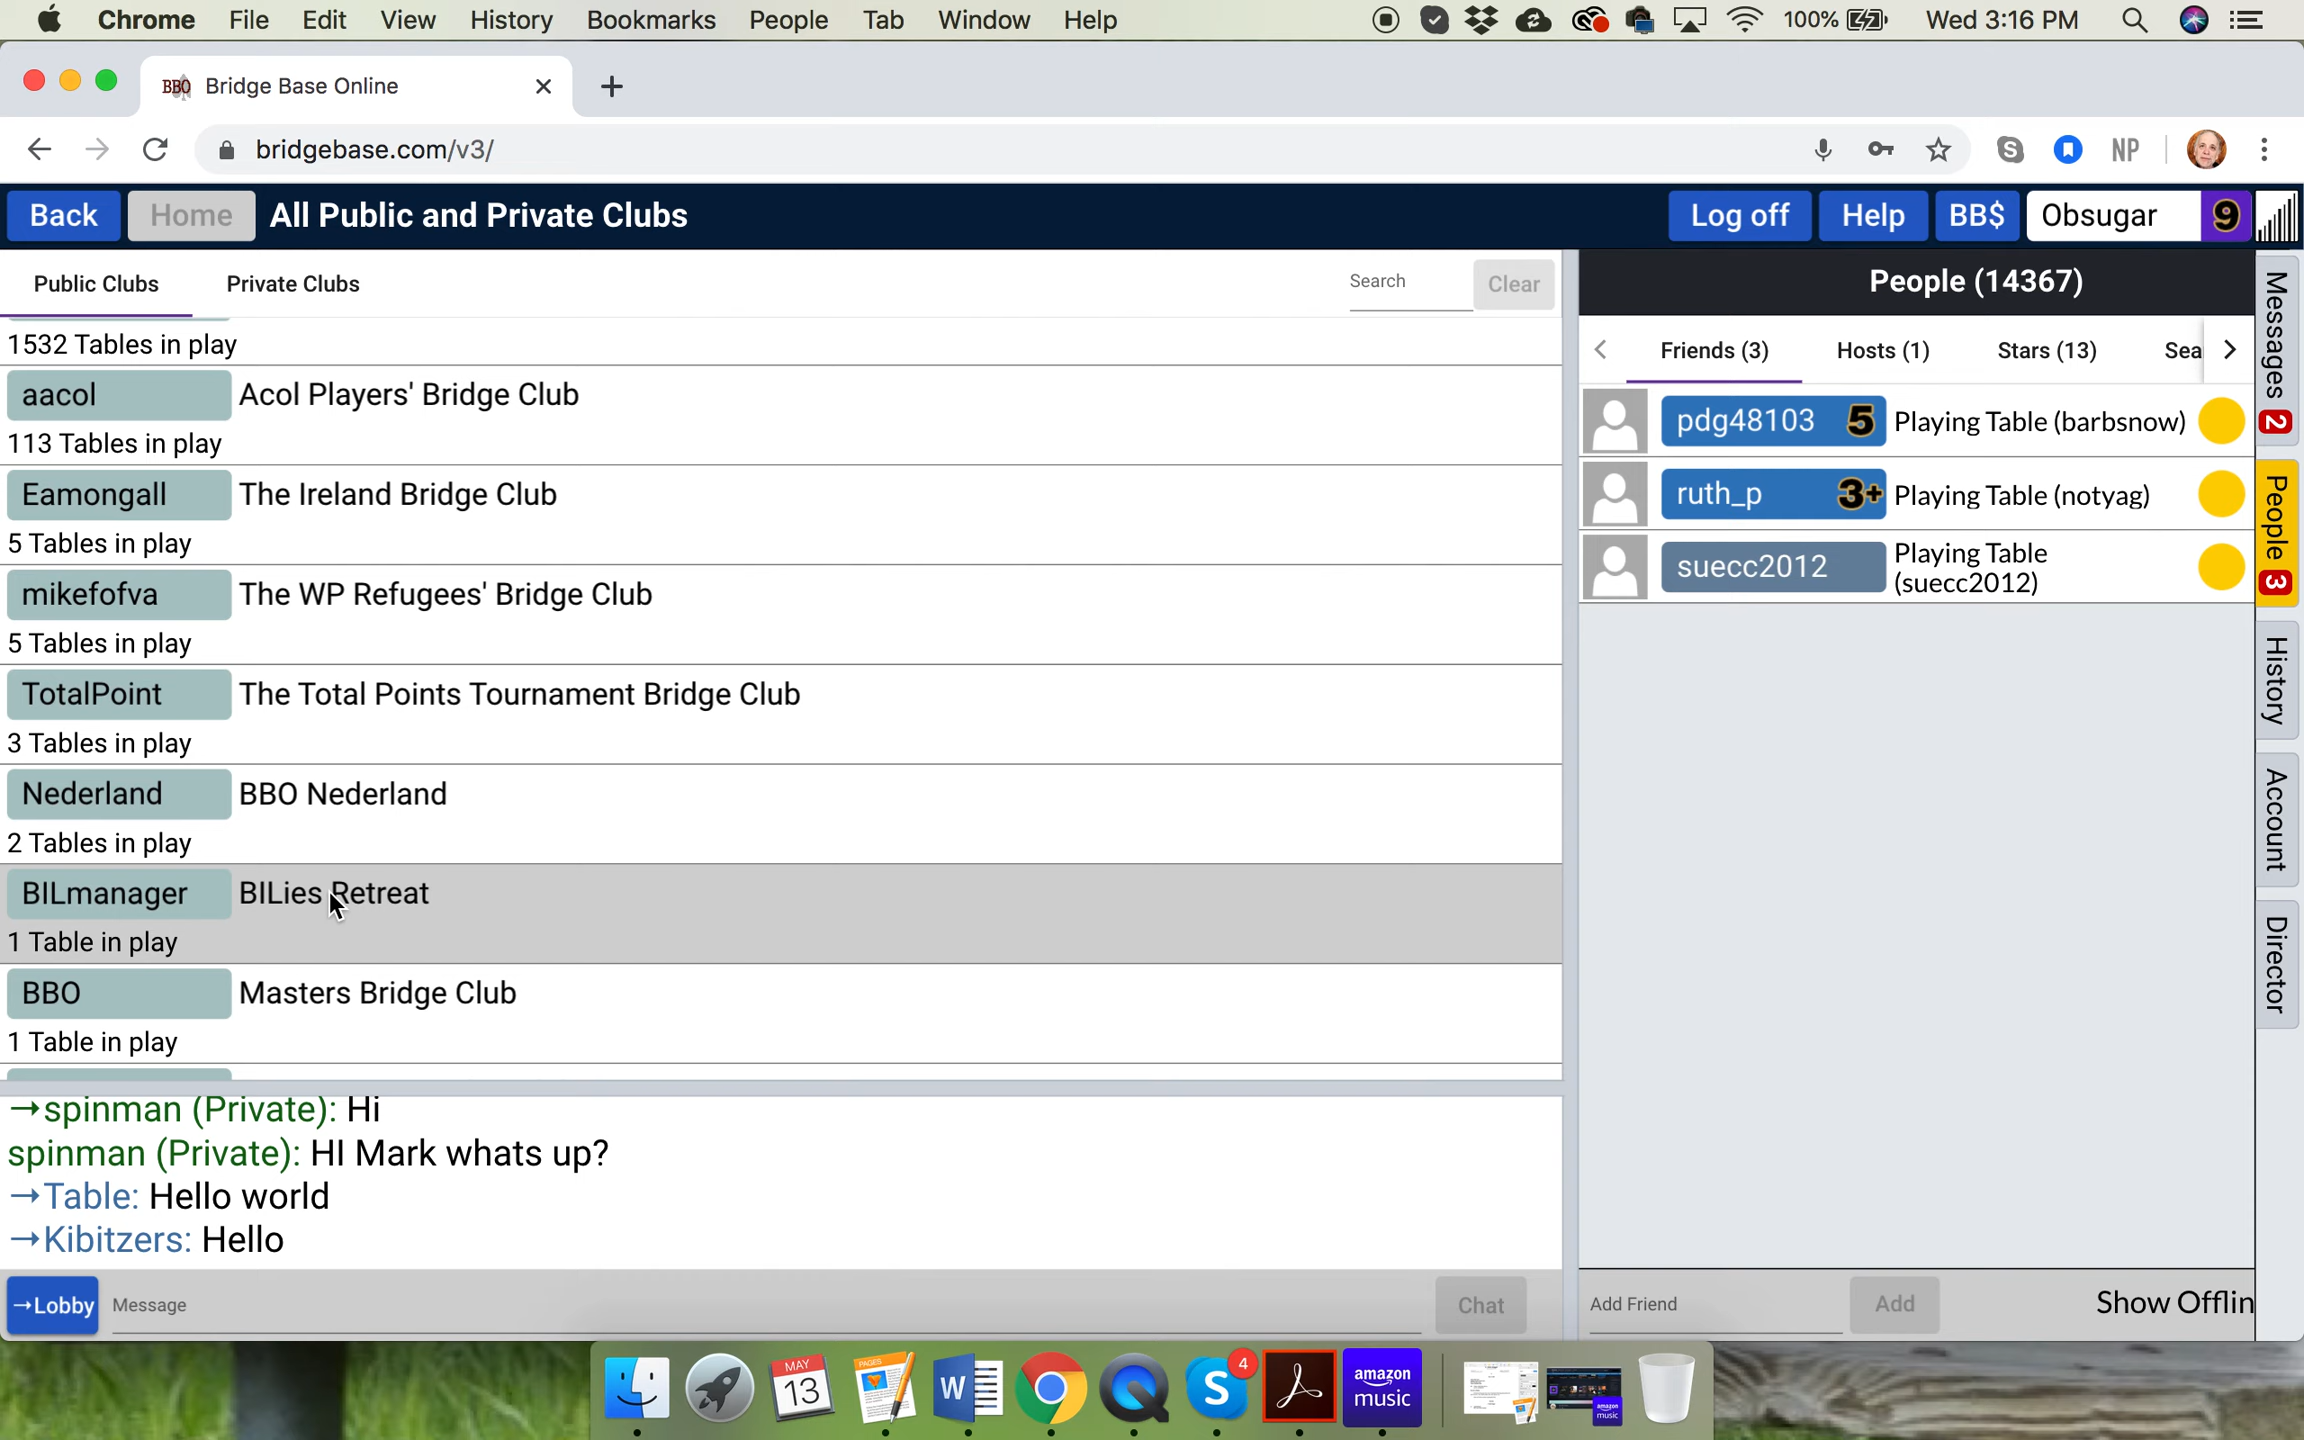 Chrome File Edit View History Bookmarks People Tab Window Help 100% Wed 3:16 PM
BBO Bridge Base Online
bridgebase.com/v3/ NP
Back Home All Public and Private Clubs Log off Help BB$ Obsugar 9
Public Clubs Private Clubs Search Clear
1532 Tables in play
aacol Acol Players' Bridge Club
113 Tables in play
Eamongall The Ireland Bridge Club
5 Tables in play
mikefofva The WP Refugees' Bridge Club
5 Tables in play
TotalPoint The Total Points Tournament Bridge Club
3 Tables in play
Nederland BBO Nederland
2 Tables in play
BILmanager BILies Retreat
1 Table in play
BBO Masters Bridge Club
1 Table in play
→spinman (Private): Hi
spinman (Private): HI Mark whats up?
→Table: Hello world
→Kibitzers: Hello
→Lobby Message Chat
People (14367)
Friends (3) Hosts (1) Stars (13) Sea
pdg48103 5 Playing Table (barbsnow)
ruth_p 3+ Playing Table (notyag)
suecc2012 Playing Table
(suecc2012)
Add Friend Add Show Offlin
Messages 2
People 3
History
Account
Director
MAY
13
PAGES
W
S
4
amazon
music
amazon
music